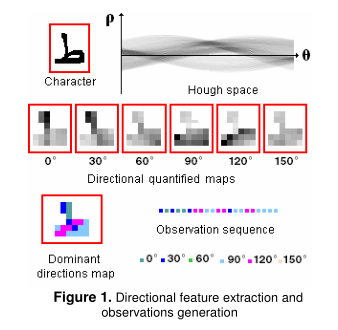 ρ
θ
Character
Hough space
0° 30° 60° 90° 120° 150°
Directional quantified maps
Observation sequence
0° 30° 60° 90° 120° 150°
Dominant
directions map
Figure 1. Directional feature extraction and
observations generation